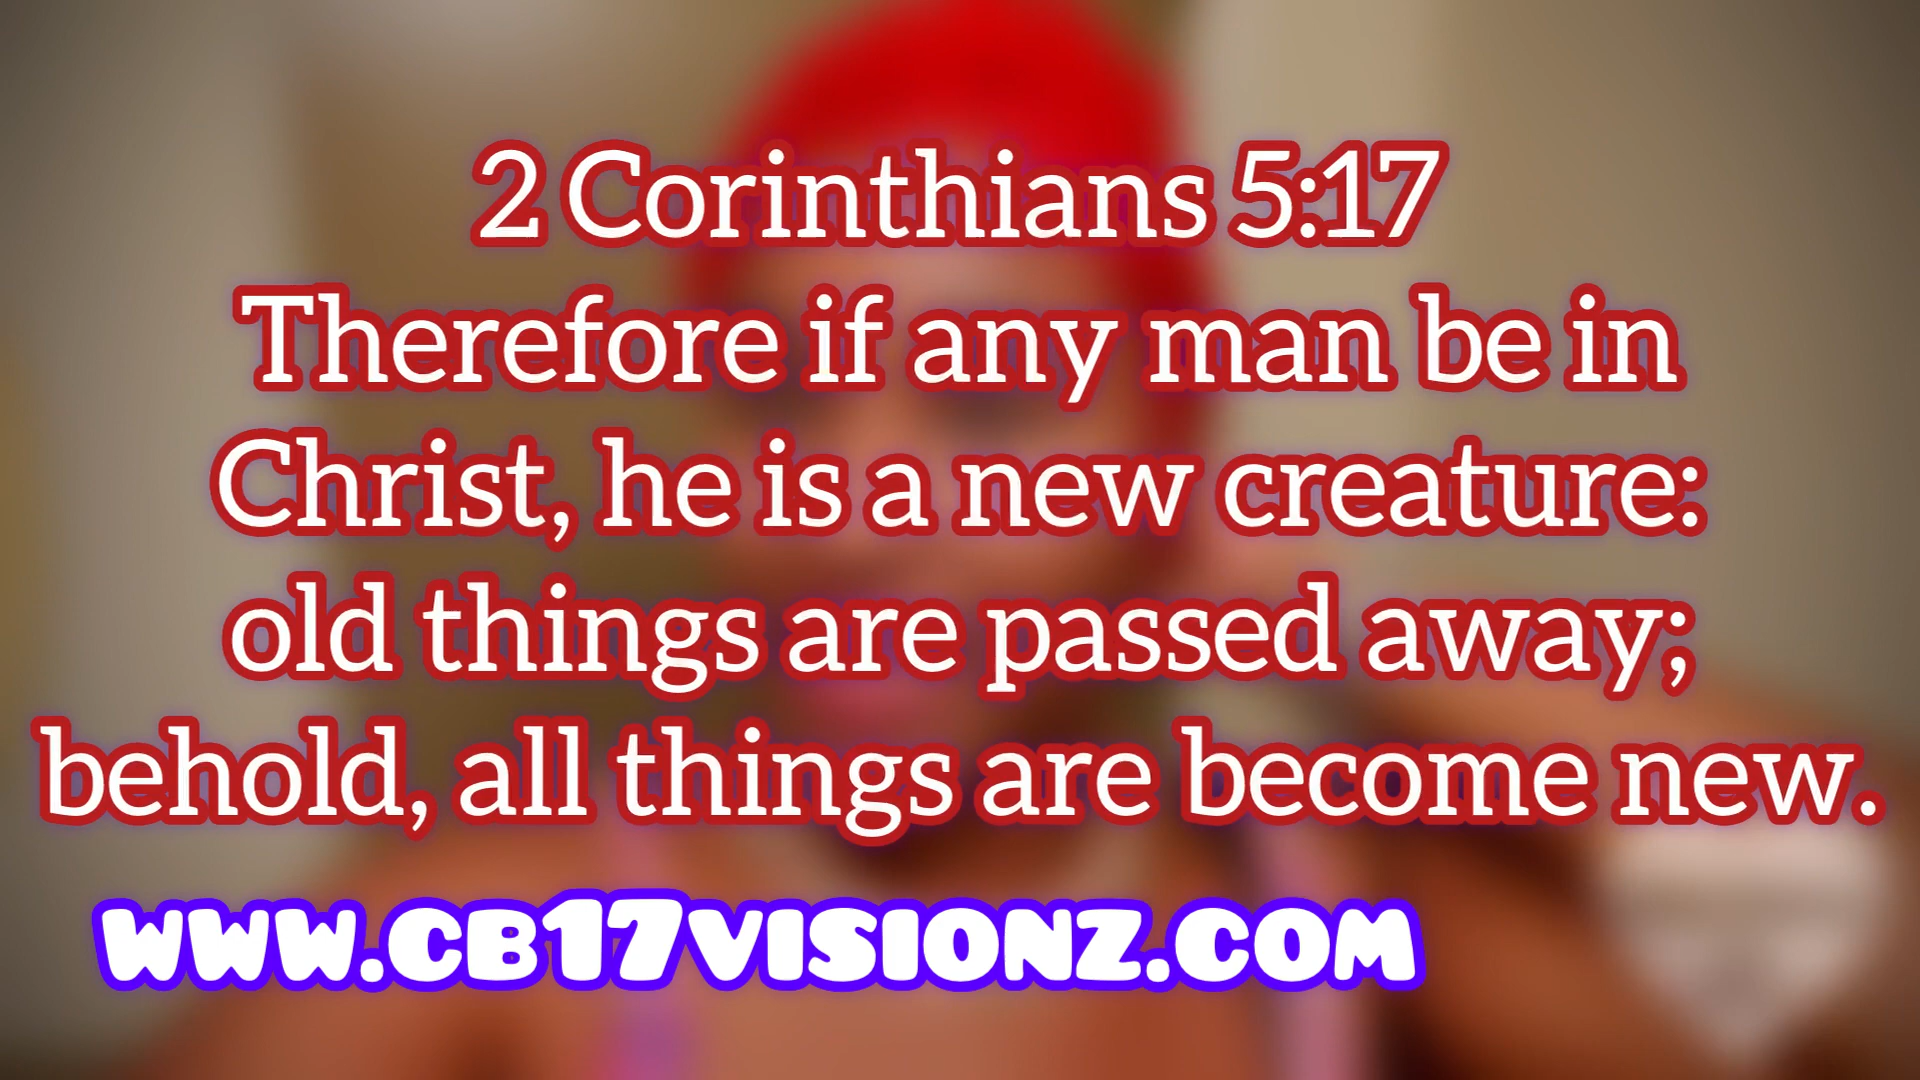 2 Corinthians 5:17
Therefore if any man be in
Christ, he is a new creature:
old things are passed away;
behold, all things are become new.
www.cb17visionz.com